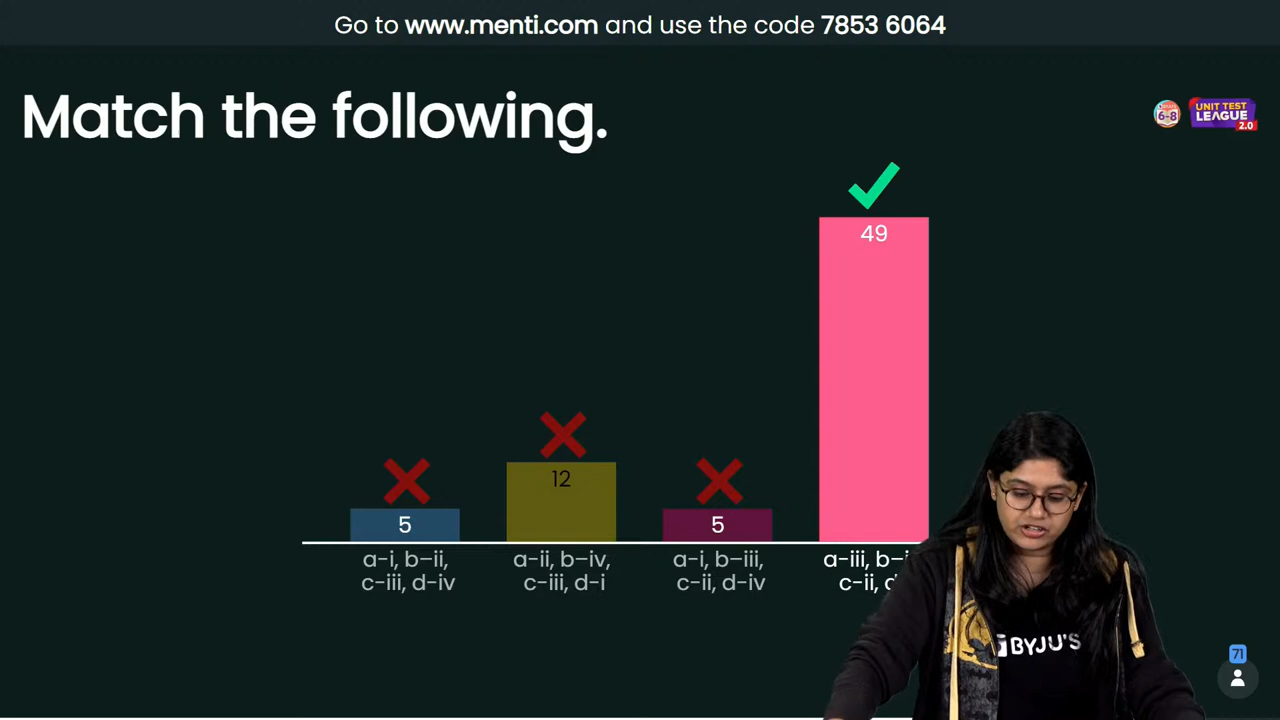 Go to www.menti.com and use the code 7853 6064
Match the following.
6-8
UNIT TEST
LEAGUE
2.0
49
12
5
5
a-i, b–ii,
c-iii, d-iv
a-ii, b–iv,
c-iii, d-i
a-i, b–iii,
c-ii, d-iv
a-iii,
c-ii,
BYJU'S
71